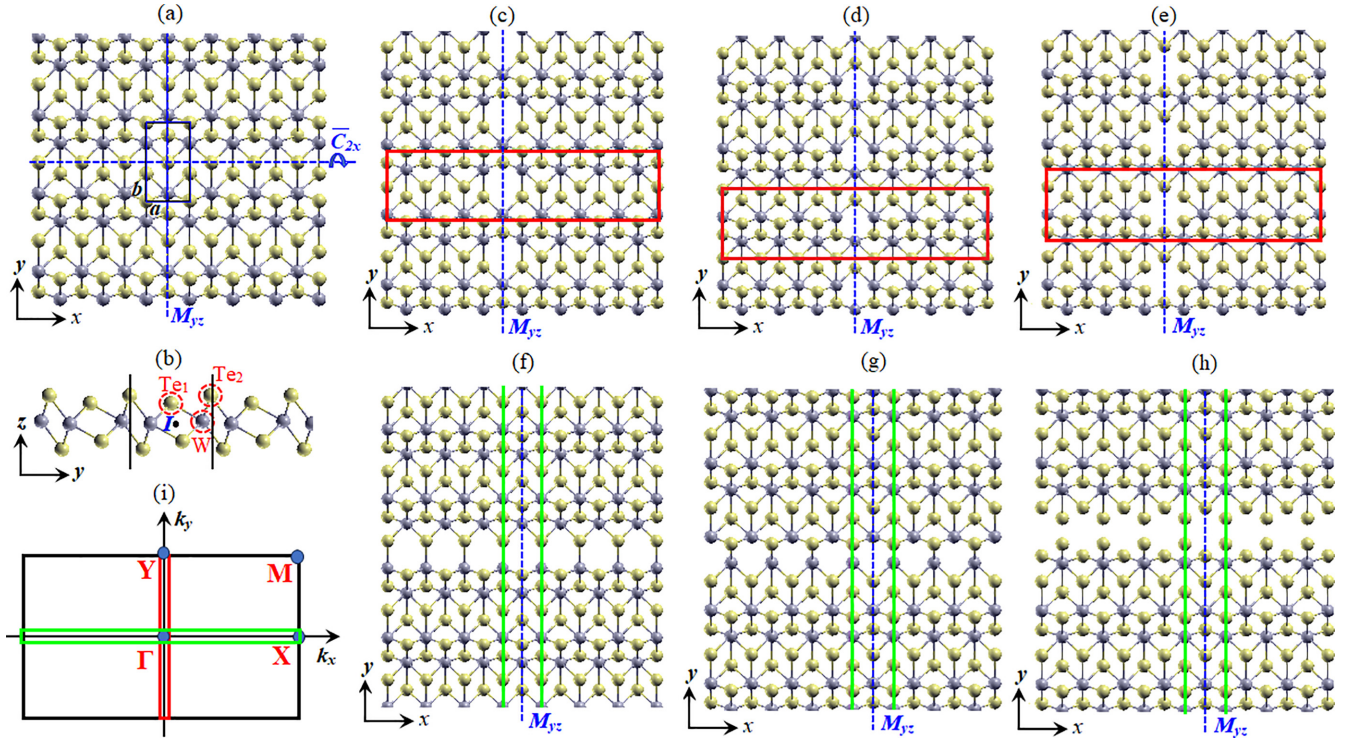 (a)
C̅2x
b
a
y
x
Myz
(c)
y
x
Myz
(d)
y
x
Myz
(e)
y
x
Myz
(b)
Te1
Te2
I
W
z
y
(f)
y
x
Myz
(g)
y
x
Myz
(h)
y
x
Myz
(i)
ky
Y
M
Γ
X
kx